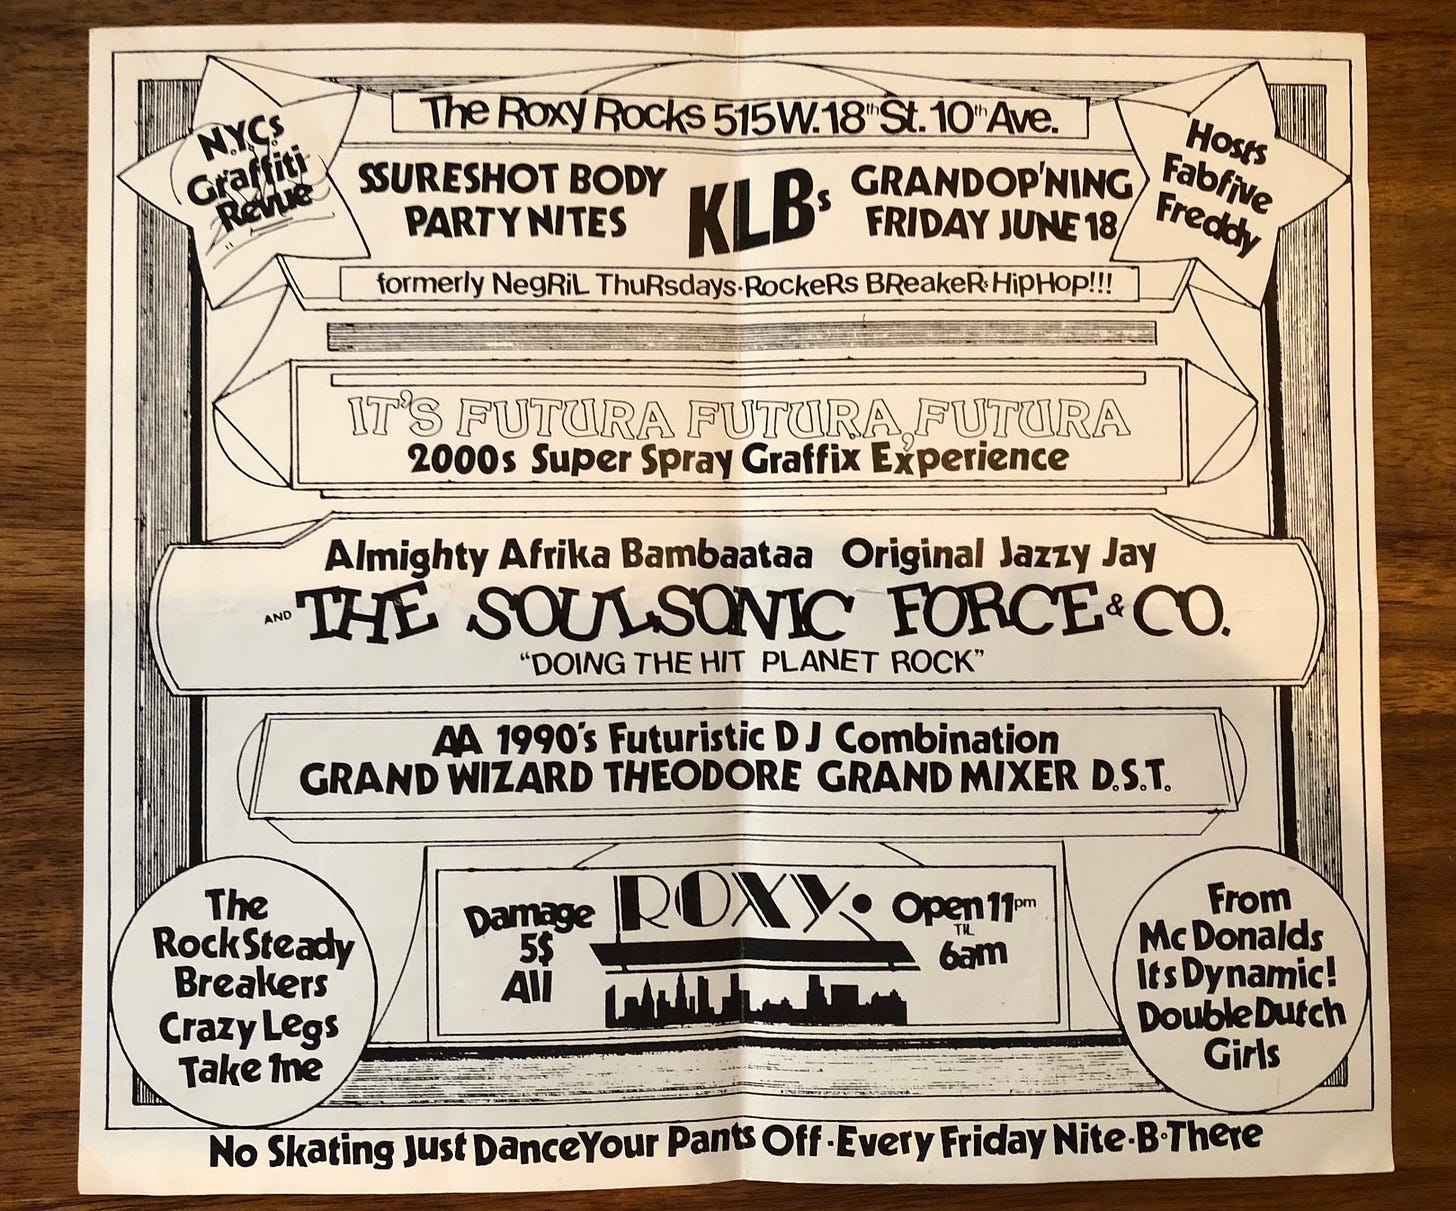 The Roxy Rocks 515 W. 18th St. 10th Ave.
N.Y.C.s
Graffiti
Revue
SSURESHOT BODY
PARTY NITES
KLBs
GRANDOP'NING
FRIDAY JUNE 18
Hosts
Fabfive
Freddy
formerly NegRiL ThuRsdays·RockeRs BReakeR·HipHop!!!
IT'S FUTURA FUTURA, FUTURA
2000s Super Spray Graffix Experience
Almighty Afrika Bambaataa Original Jazzy Jay
AND THE SOULSONIC FORCE & CO.
"DOING THE HIT PLANET ROCK"
AA 1990's Futuristic D J Combination
GRAND WIZARD THEODORE GRAND MIXER D.S.T.
The
RockSteady
Breakers
Crazy Legs
Take 1ne
Damage
5$
All
ROXY.
Open 11pm
TIL
6am
From
McDonalds
Its Dynamic!
Double Dutch
Girls
No Skating Just Dance Your Pants Off·Every Friday Nite·B·There